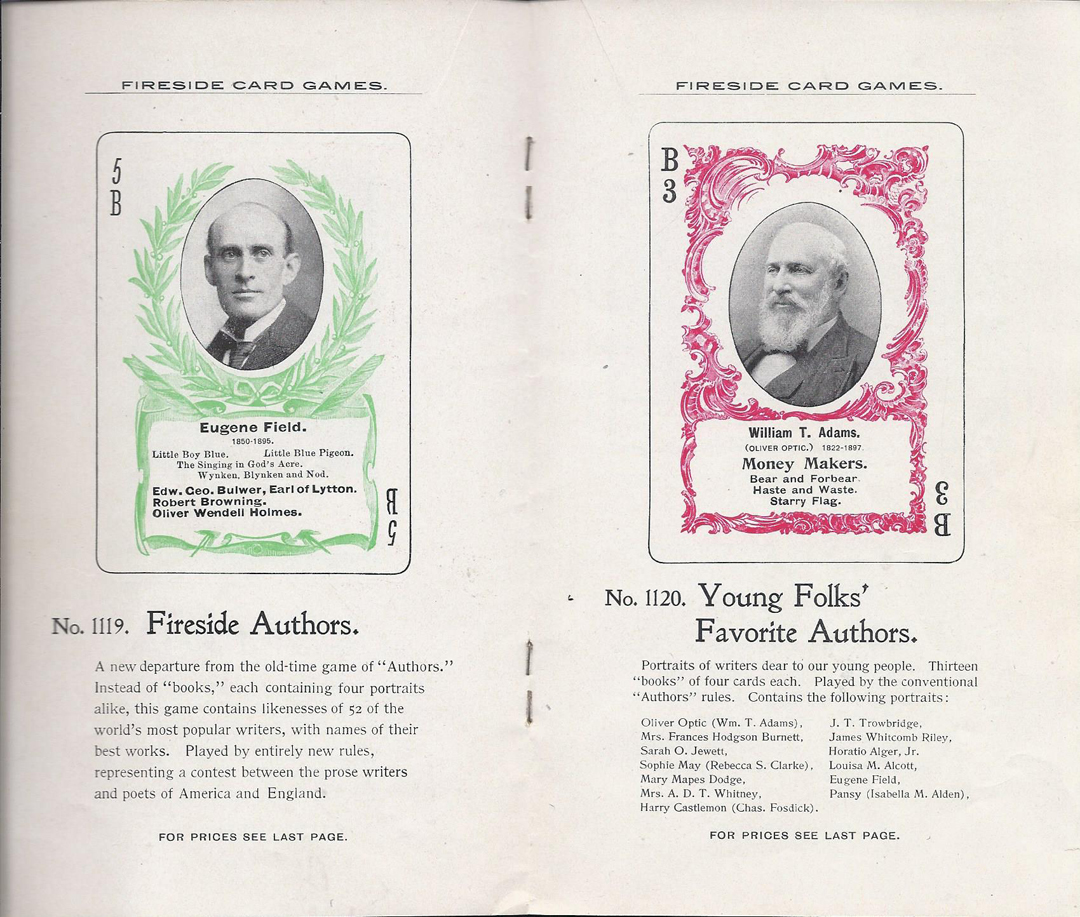 FIRESIDE CARD GAMES.
5
B
Eugene Field.
1850-1895.
Little Boy Blue. Little Blue Pigeon.
The Singing in God's Acre.
Wynken, Blynken and Nod.
Edw. Geo. Bulwer, Earl of Lytton.
Robert Browning.
Oliver Wendell Holmes.
5
B
No. 1119. Fireside Authors.
A new departure from the old-time game of "Authors."
Instead of "books," each containing four portraits
alike, this game contains likenesses of 52 of the
world's most popular writers, with names of their
best works. Played by entirely new rules,
representing a contest between the prose writers
and poets of America and England.
FOR PRICES SEE LAST PAGE.
FIRESIDE CARD GAMES.
B
3
William T. Adams.
(OLIVER OPTIC.) 1822-1897.
Money Makers.
Bear and Forbear.
Haste and Waste.
Starry Flag.
B
3
No. 1120. Young Folks'
Favorite Authors.
Portraits of writers dear to our young people. Thirteen
"books" of four cards each. Played by the conventional
"Authors" rules. Contains the following portraits:
Oliver Optic (Wm. T. Adams),
Mrs. Frances Hodgson Burnett,
Sarah O. Jewett,
Sophie May (Rebecca S. Clarke),
Mary Mapes Dodge,
Mrs. A. D. T. Whitney,
Harry Castlemon (Chas. Fosdick).
J. T. Trowbridge,
James Whitcomb Riley,
Horatio Alger, Jr.
Louisa M. Alcott,
Eugene Field,
Pansy (Isabella M. Alden),
FOR PRICES SEE LAST PAGE.